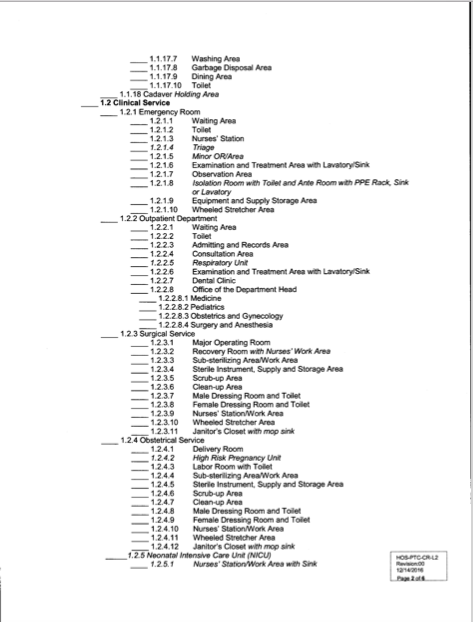 ____ 1.1.17.7 Washing Area
____ 1.1.17.8 Garbage Disposal Area
____ 1.1.17.9 Dining Area
____ 1.1.17.10 Toilet
____ 1.1.18 Cadaver Holding Area
____ 1.2 Clinical Service
____ 1.2.1 Emergency Room
____ 1.2.1.1 Waiting Area
____ 1.2.1.2 Toilet
____ 1.2.1.3 Nurses' Station
____ 1.2.1.4 Triage
____ 1.2.1.5 Minor OR/Area
____ 1.2.1.6 Examination and Treatment Area with Lavatory/Sink
____ 1.2.1.7 Observation Area
____ 1.2.1.8 Isolation Room with Toilet and Ante Room with PPE Rack, Sink
or Lavatory
____ 1.2.1.9 Equipment and Supply Storage Area
____ 1.2.1.10 Wheeled Stretcher Area
____ 1.2.2 Outpatient Department
____ 1.2.2.1 Waiting Area
____ 1.2.2.2 Toilet
____ 1.2.2.3 Admitting and Records Area
____ 1.2.2.4 Consultation Area
____ 1.2.2.5 Respiratory Unit
____ 1.2.2.6 Examination and Treatment Area with Lavatory/Sink
____ 1.2.2.7 Dental Clinic
____ 1.2.2.8 Office of the Department Head
____ 1.2.2.8.1 Medicine
____ 1.2.2.8.2 Pediatrics
____ 1.2.2.8.3 Obstetrics and Gynecology
____ 1.2.2.8.4 Surgery and Anesthesia
____ 1.2.3 Surgical Service
____ 1.2.3.1 Major Operating Room
____ 1.2.3.2 Recovery Room with Nurses' Work Area
____ 1.2.3.3 Sub-sterilizing Area/Work Area
____ 1.2.3.4 Sterile Instrument, Supply and Storage Area
____ 1.2.3.5 Scrub-up Area
____ 1.2.3.6 Clean-up Area
____ 1.2.3.7 Male Dressing Room and Toilet
____ 1.2.3.8 Female Dressing Room and Toilet
____ 1.2.3.9 Nurses' Station/Work Area
____ 1.2.3.10 Wheeled Stretcher Area
____ 1.2.3.11 Janitor's Closet with mop sink
____ 1.2.4 Obstetrical Service
____ 1.2.4.1 Delivery Room
____ 1.2.4.2 High Risk Pregnancy Unit
____ 1.2.4.3 Labor Room with Toilet
____ 1.2.4.4 Sub-sterilizing Area/Work Area
____ 1.2.4.5 Sterile Instrument, Supply and Storage Area
____ 1.2.4.6 Scrub-up Area
____ 1.2.4.7 Clean-up Area
____ 1.2.4.8 Male Dressing Room and Toilet
____ 1.2.4.9 Female Dressing Room and Toilet
____ 1.2.4.10 Nurses' Station/Work Area
____ 1.2.4.11 Wheeled Stretcher Area
____ 1.2.4.12 Janitor's Closet with mop sink
____ 1.2.5 Neonatal Intensive Care Unit (NICU)
____ 1.2.5.1 Nurses' Station/Work Area with Sink
HOS-PTC-CR-L2
Revision:00
12/14/2016
Page 2 of 6